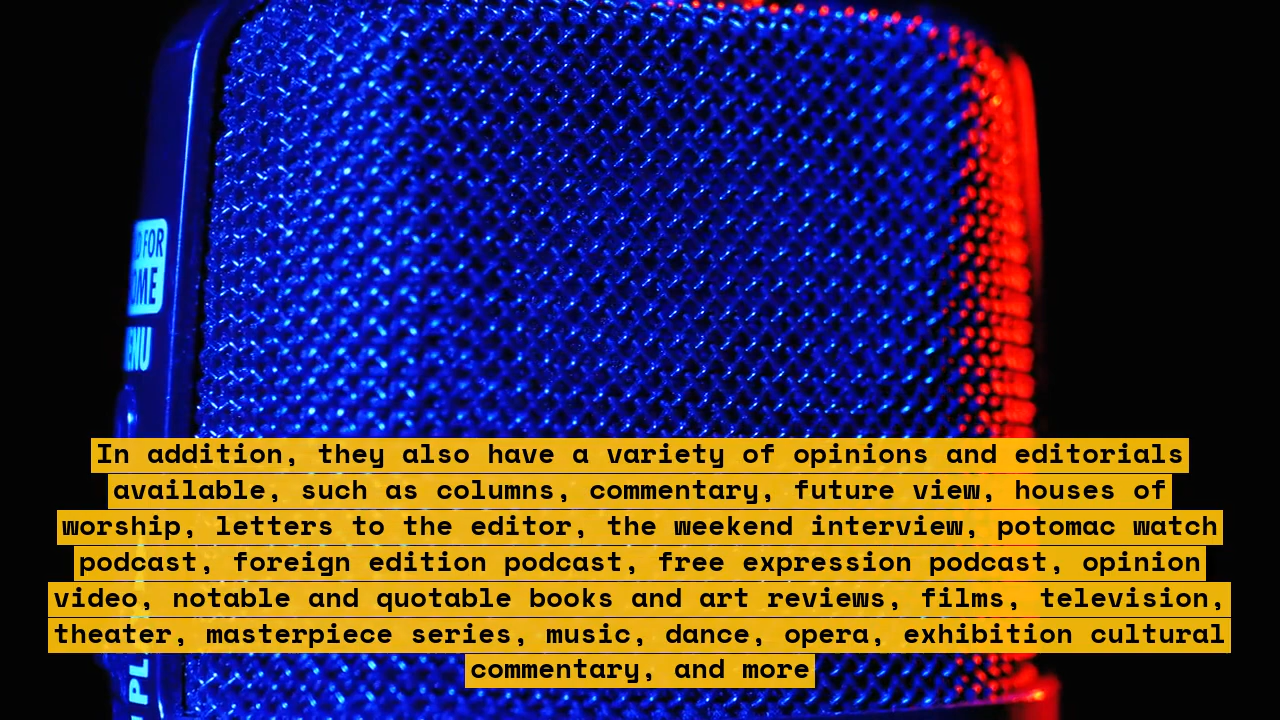 D FOR
OME
ENU
In addition, they also have a variety of opinions and editorials
available, such as columns, commentary, future view, houses of
worship, letters to the editor, the weekend interview, potomac watch
podcast, foreign edition podcast, free expression podcast, opinion
video, notable and quotable books and art reviews, films, television,
theater, masterpiece series, music, dance, opera, exhibition cultural
commentary, and more